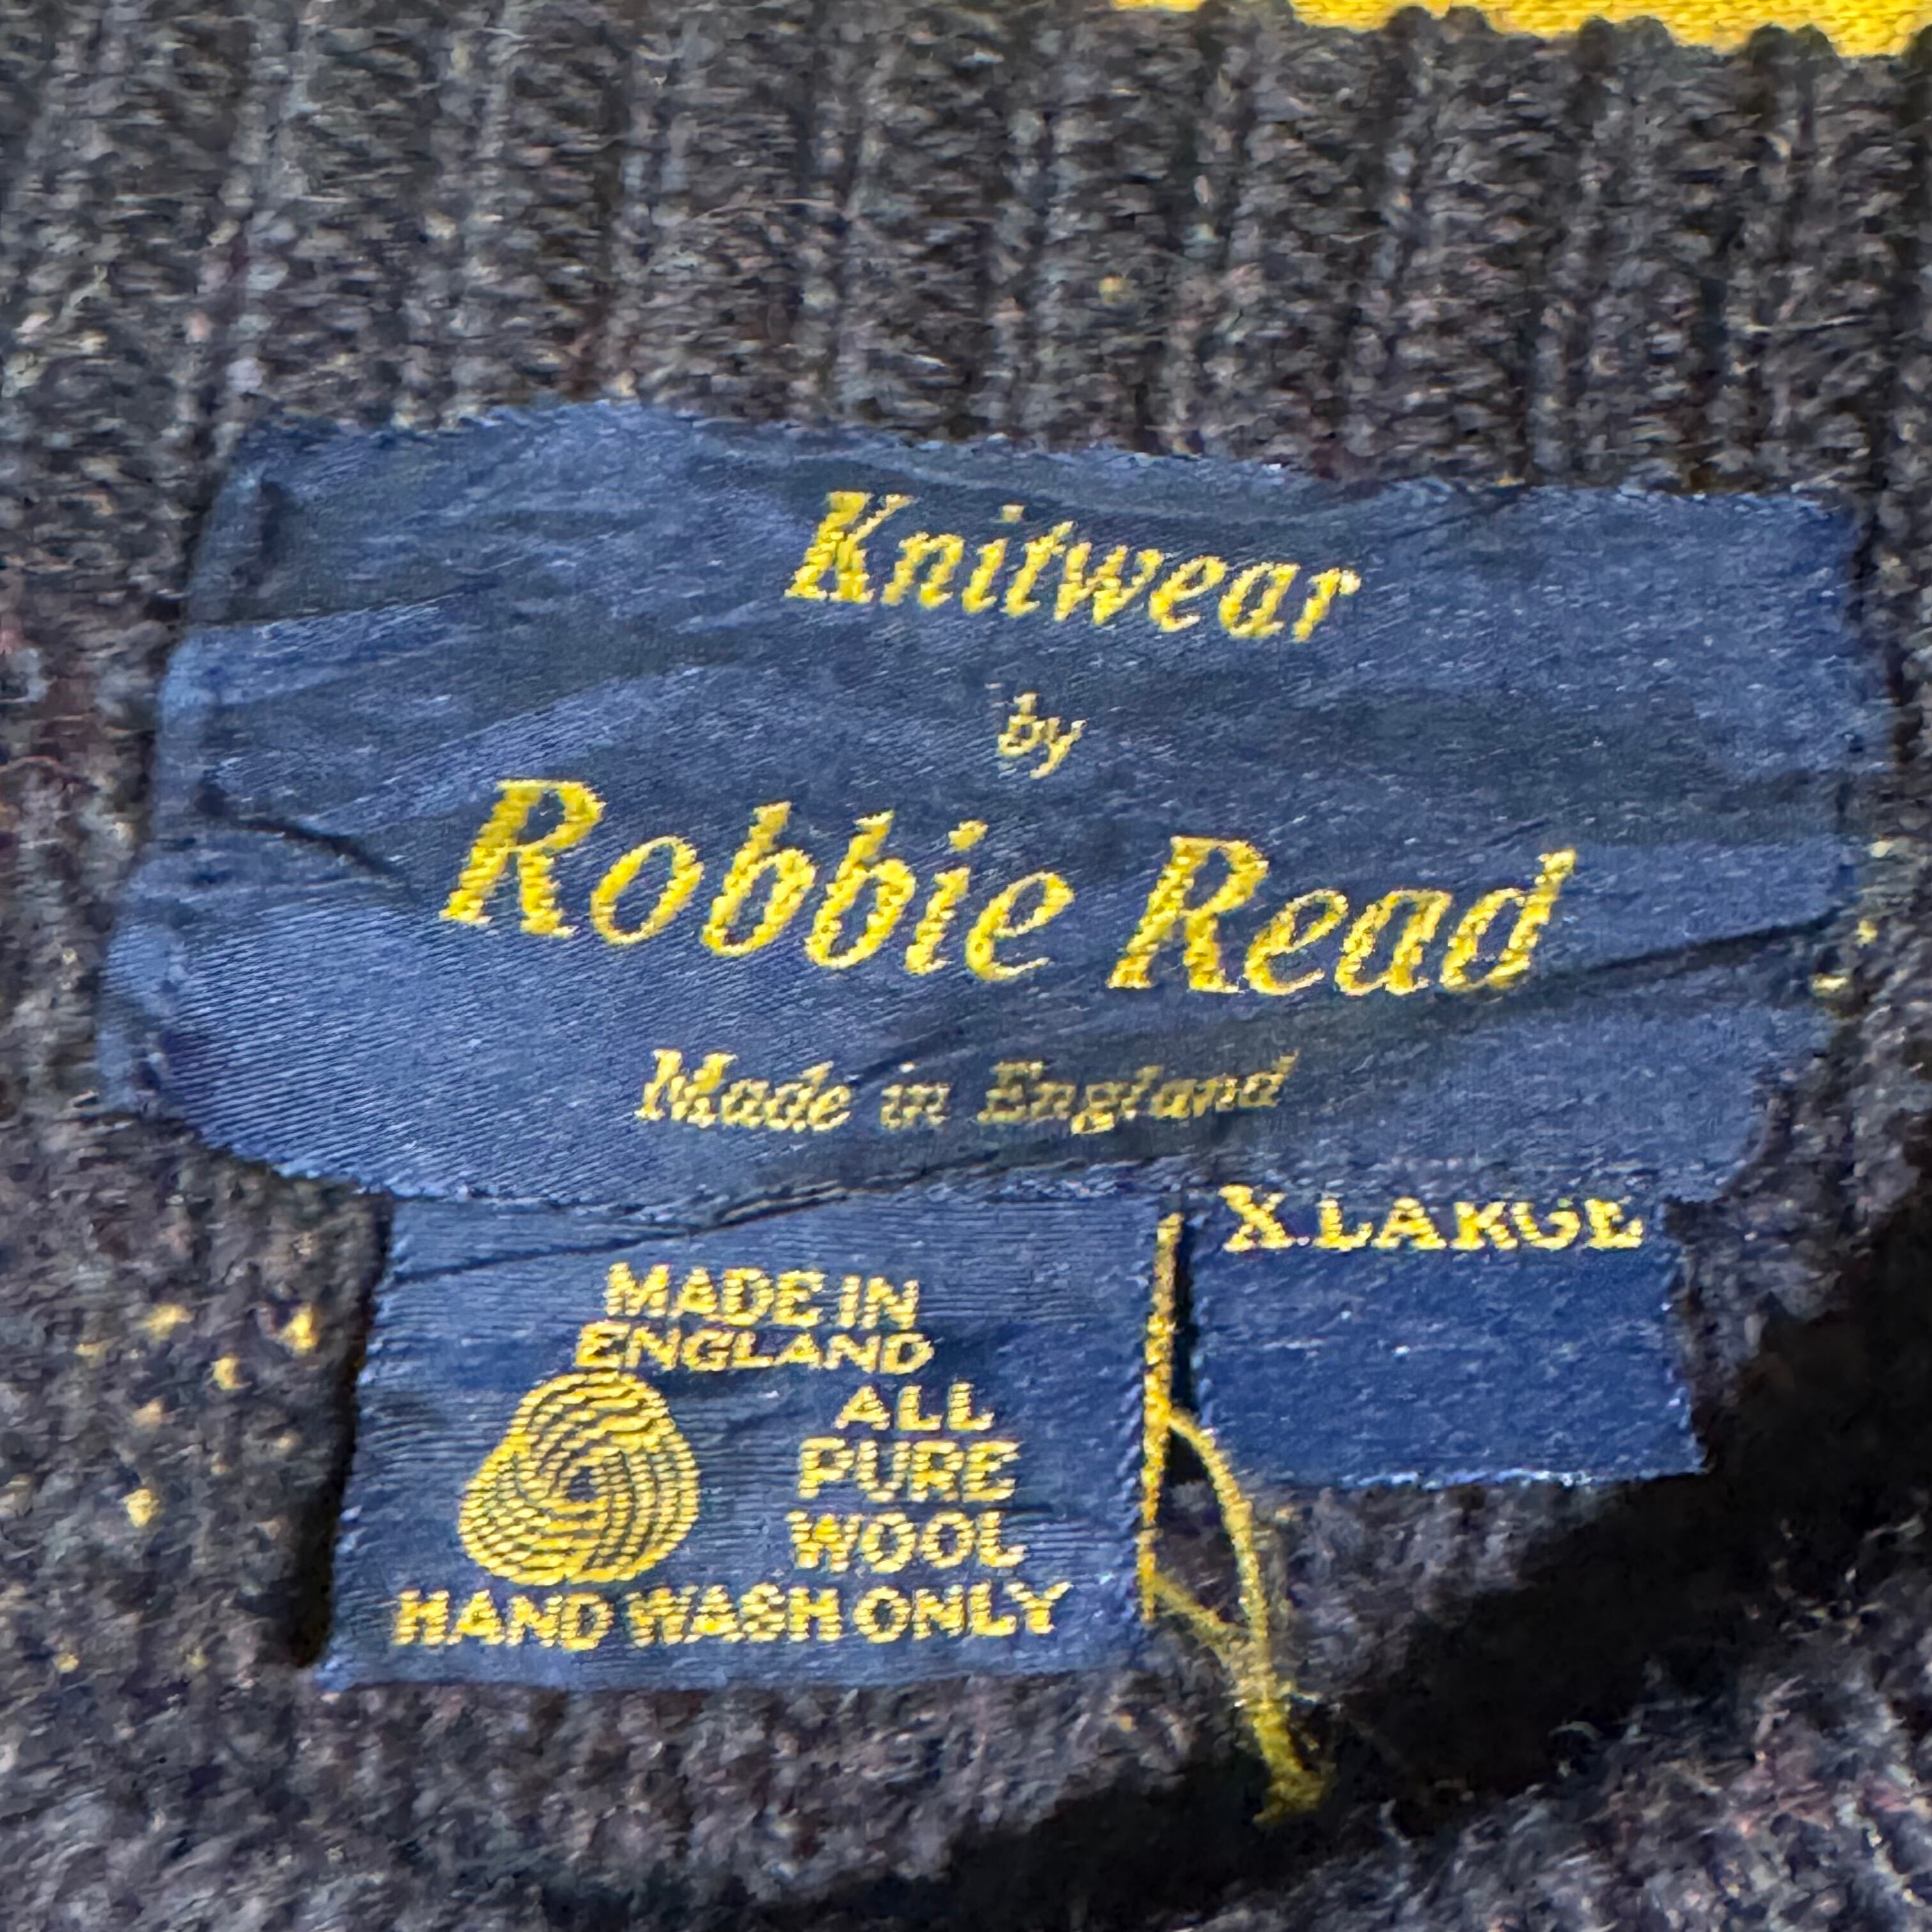 Knitwear
by
Robbie Read
Made in England
X.LARGE
MADE IN
ENGLAND
ALL
PURE
WOOL
HAND WASH ONLY